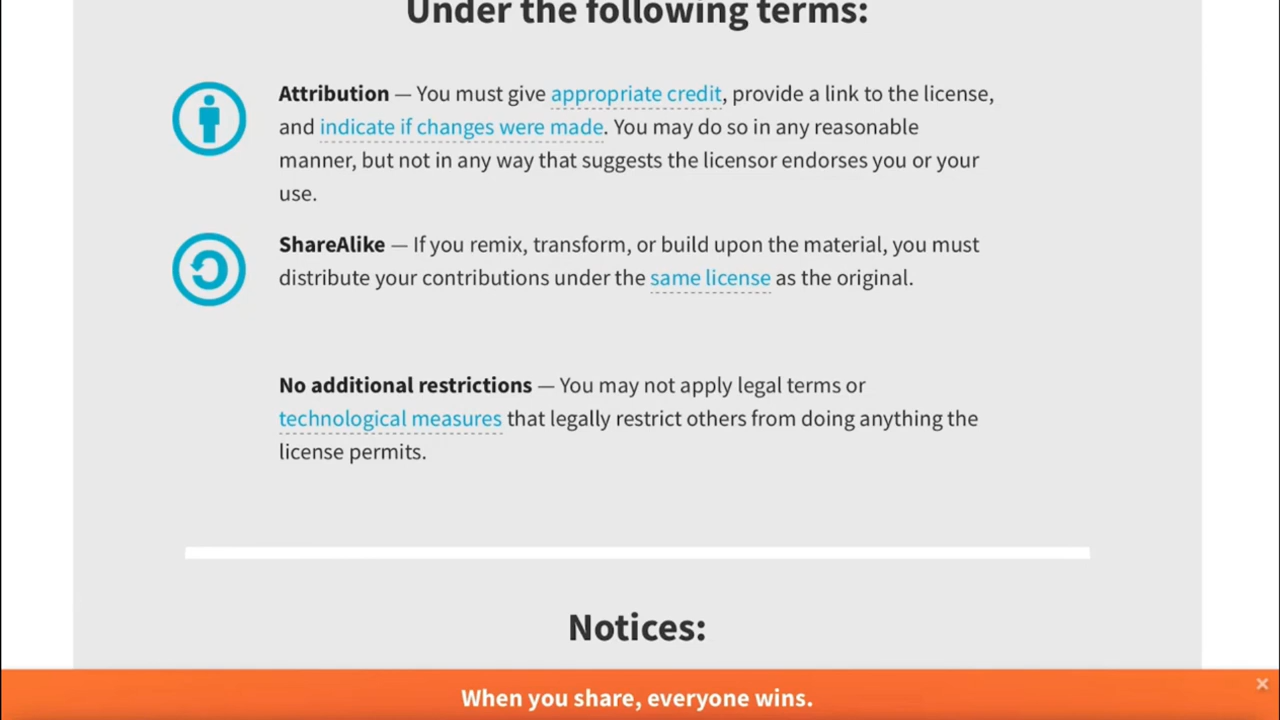 Under the following terms:
Attribution — You must give appropriate credit, provide a link to the license,
and indicate if changes were made. You may do so in any reasonable
manner, but not in any way that suggests the licensor endorses you or your
use.
ShareAlike — If you remix, transform, or build upon the material, you must
distribute your contributions under the same license as the original.
No additional restrictions — You may not apply legal terms or
technological measures that legally restrict others from doing anything the
license permits.
Notices:
When you share, everyone wins.